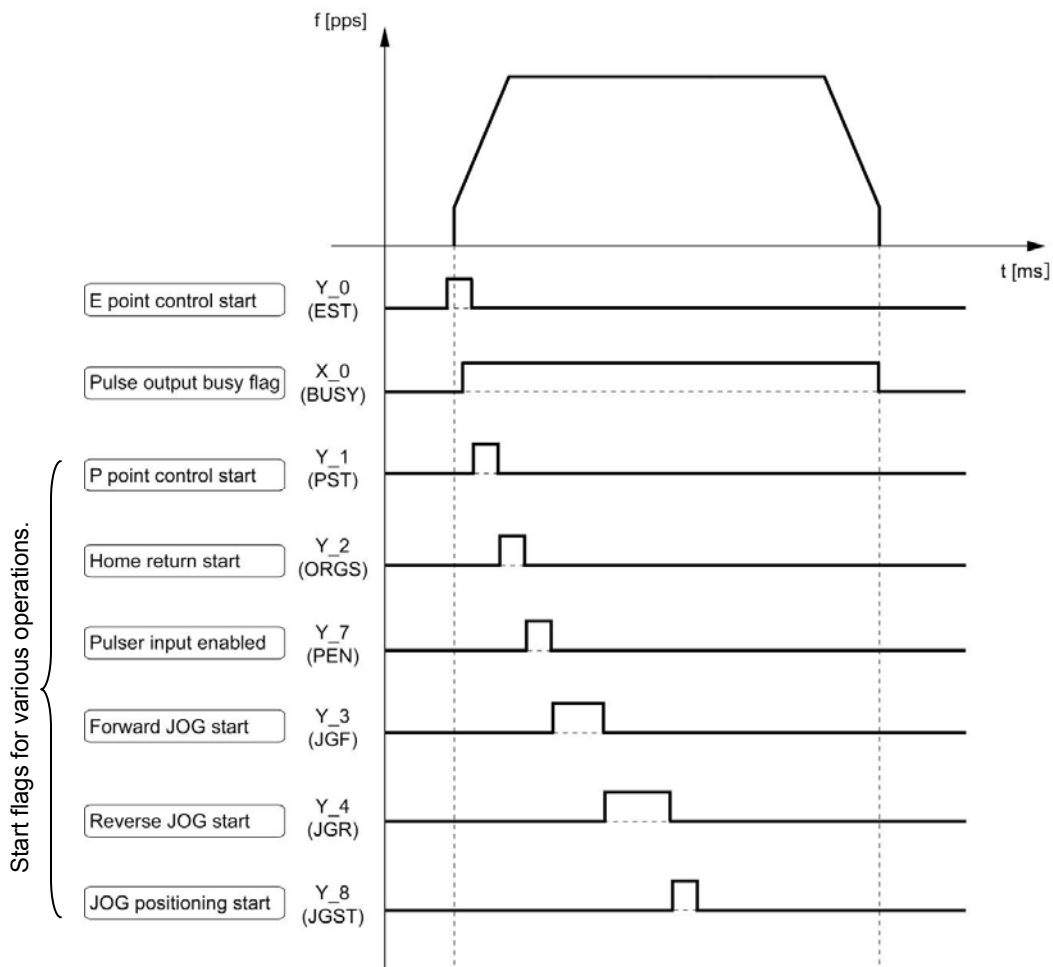 f [pps]
t [ms]
E point control start
Y_0
(EST)
Pulse output busy flag
X_0
(BUSY)
Start flags for various operations.
P point control start
Y_1
(PST)
Home return start
Y_2
(ORGS)
Pulser input enabled
Y_7
(PEN)
Forward JOG start
Y_3
(JGF)
Reverse JOG start
Y_4
(JGR)
JOG positioning start
Y_8
(JGST)